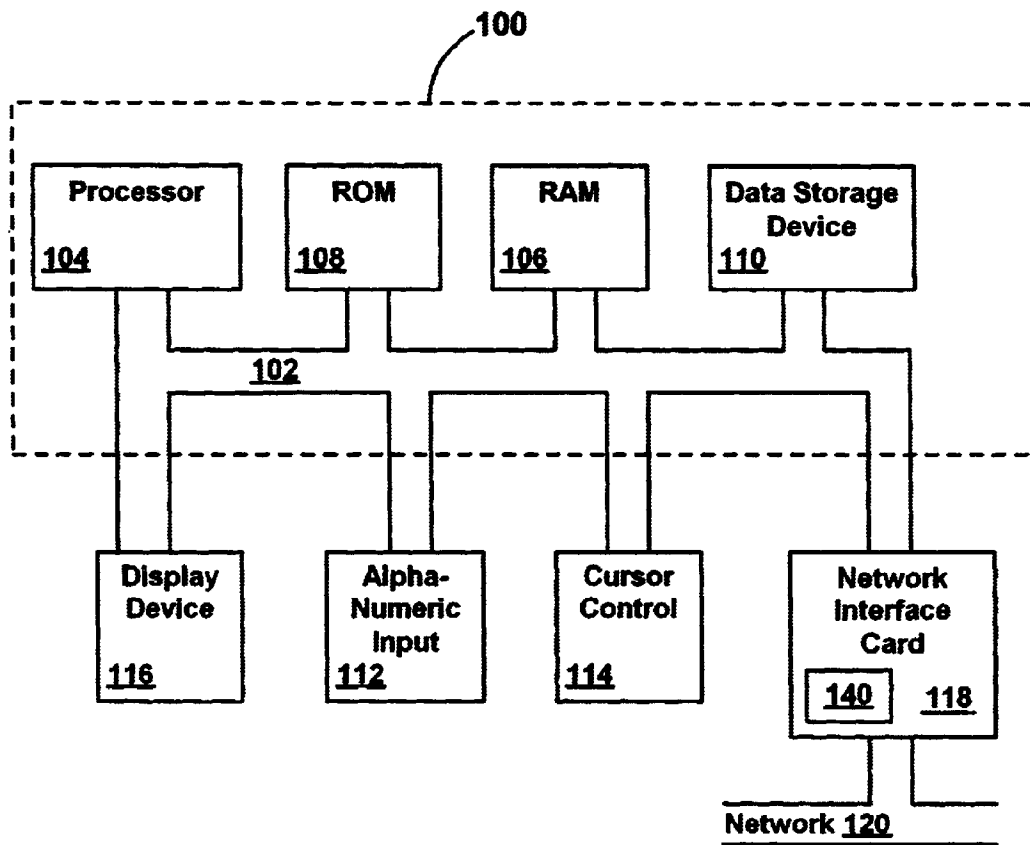 100
Processor
104
ROM
108
RAM
106
Data Storage
Device
110
102
Display
Device
116
Alpha-
Numeric
Input
112
Cursor
Control
114
Network
Interface
Card
140
118
Network 120